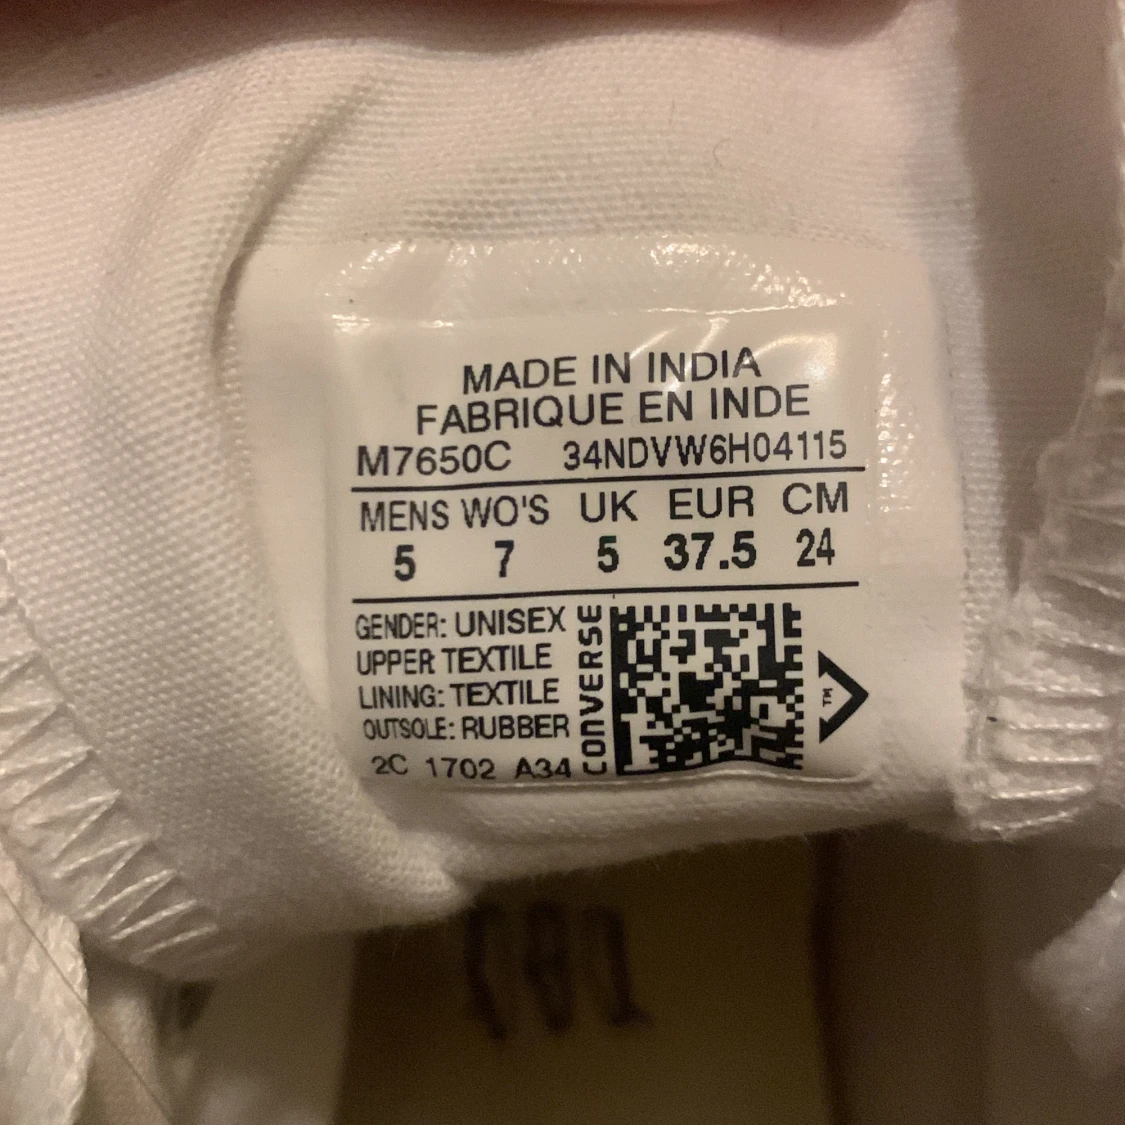 MADE IN INDIA
FABRIQUE EN INDE
M7650C 34NDVW6H04115
MENS WO'S UK EUR CM
5 7 5 37.5 24
GENDER: UNISEX
UPPER TEXTILE
LINING: TEXTILE
OUTSOLE: RUBBER
2C 1702 A34
CONVERSE